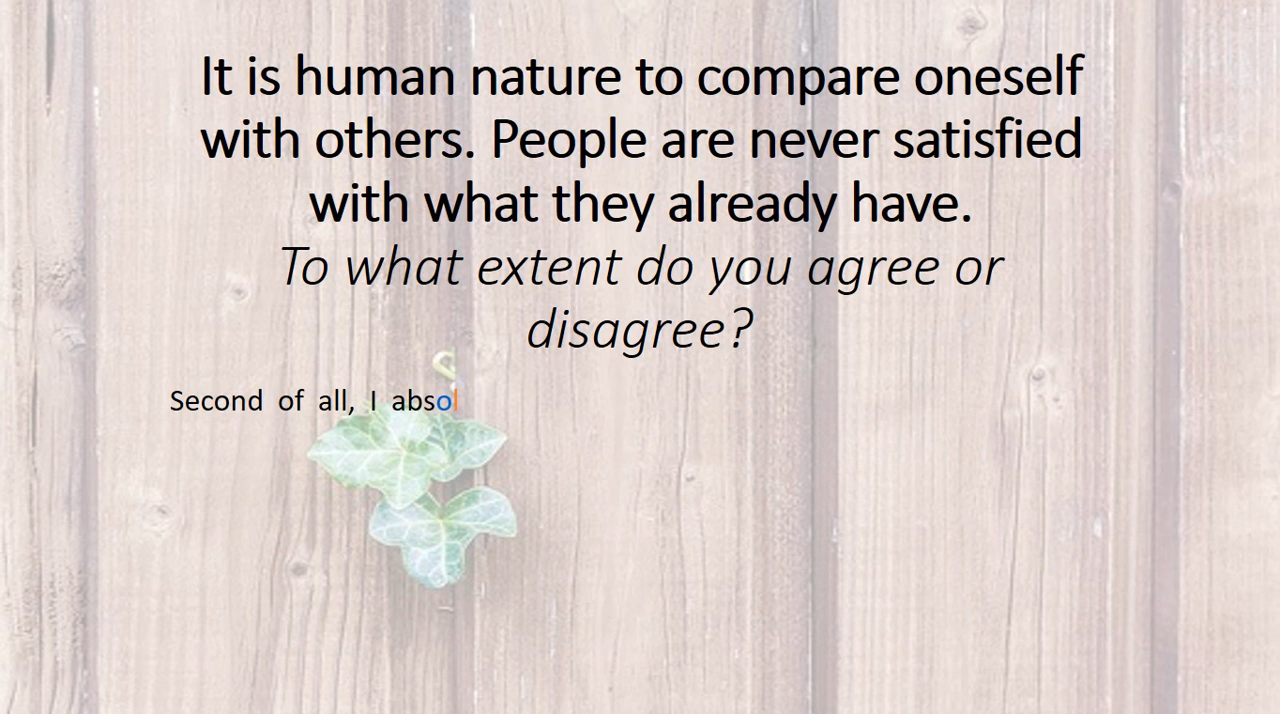 It is human nature to compare oneself
with others. People are never satisfied
with what they already have.
To what extent do you agree or
disagree?
Second of all, I absol